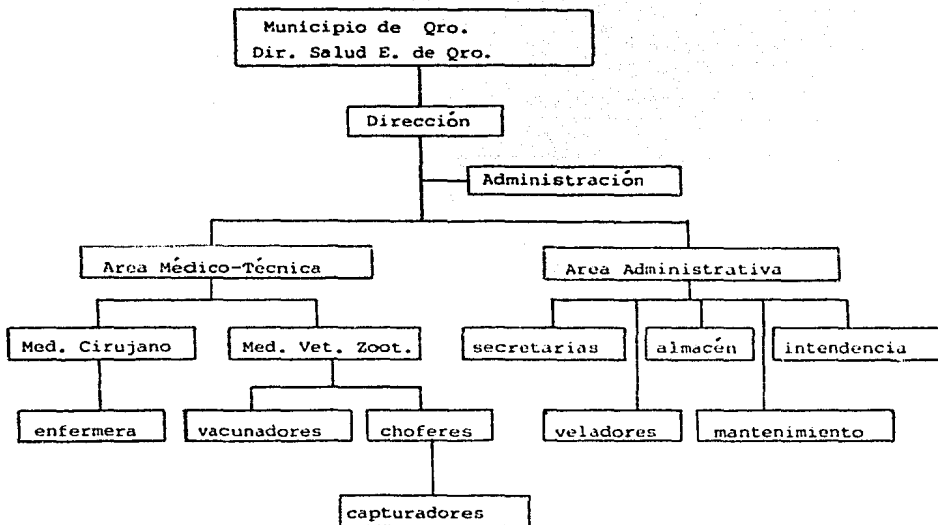 Municipio de Qro.
Dir. Salud E. de Qro.
Dirección
Administración
Area Médico-Técnica
Area Administrativa
Med. Cirujano
Med. Vet. Zoot.
secretarias
almacén
intendencia
enfermera
vacunadores
choferes
veladores
mantenimiento
capturadores